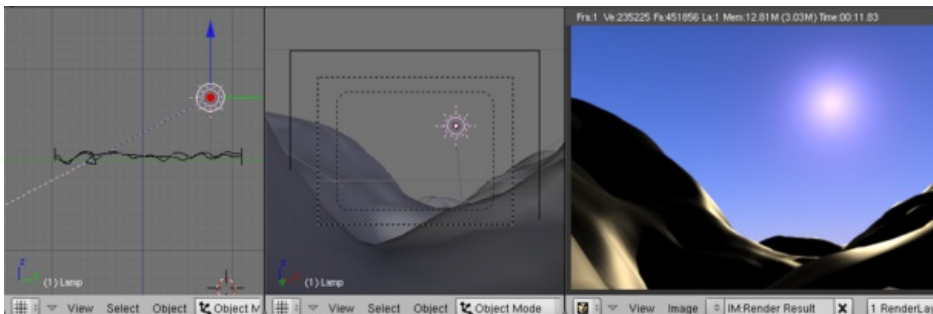 Fra:1 Ve:235225 Fa:451856 La:1 Mem:12.81M (3.03M) Time:00:11.83
z
(1) Lamp
z
(1) Lamp
View Select Object Object M
View Select Object Object Mode
View Image IM:Render Result X 1 RenderLay